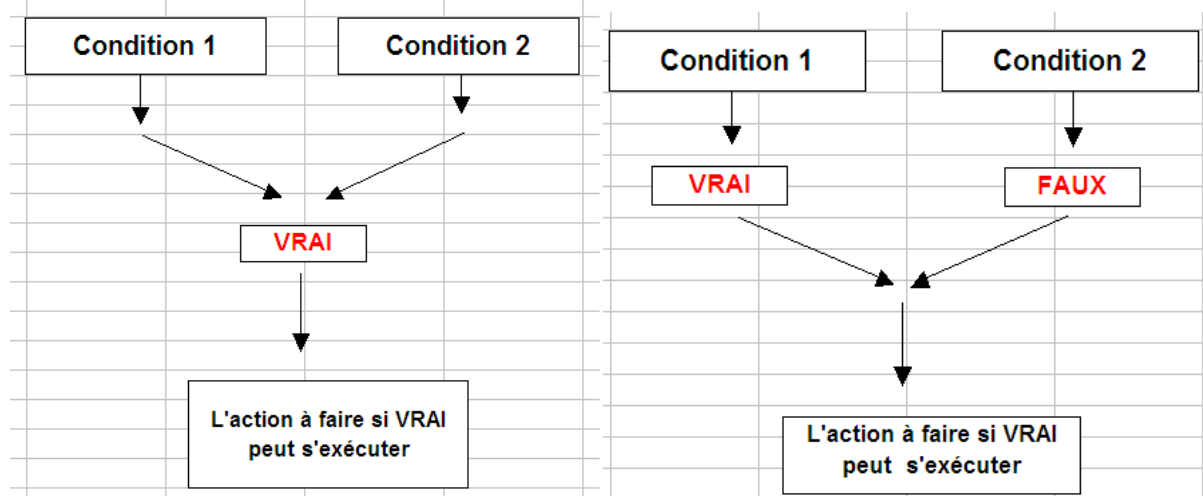 Condition 1
Condition 2
VRAI
L'action à faire si VRAI
peut s'exécuter
Condition 1
Condition 2
VRAI
FAUX
L'action à faire si VRAI
peut s'exécuter